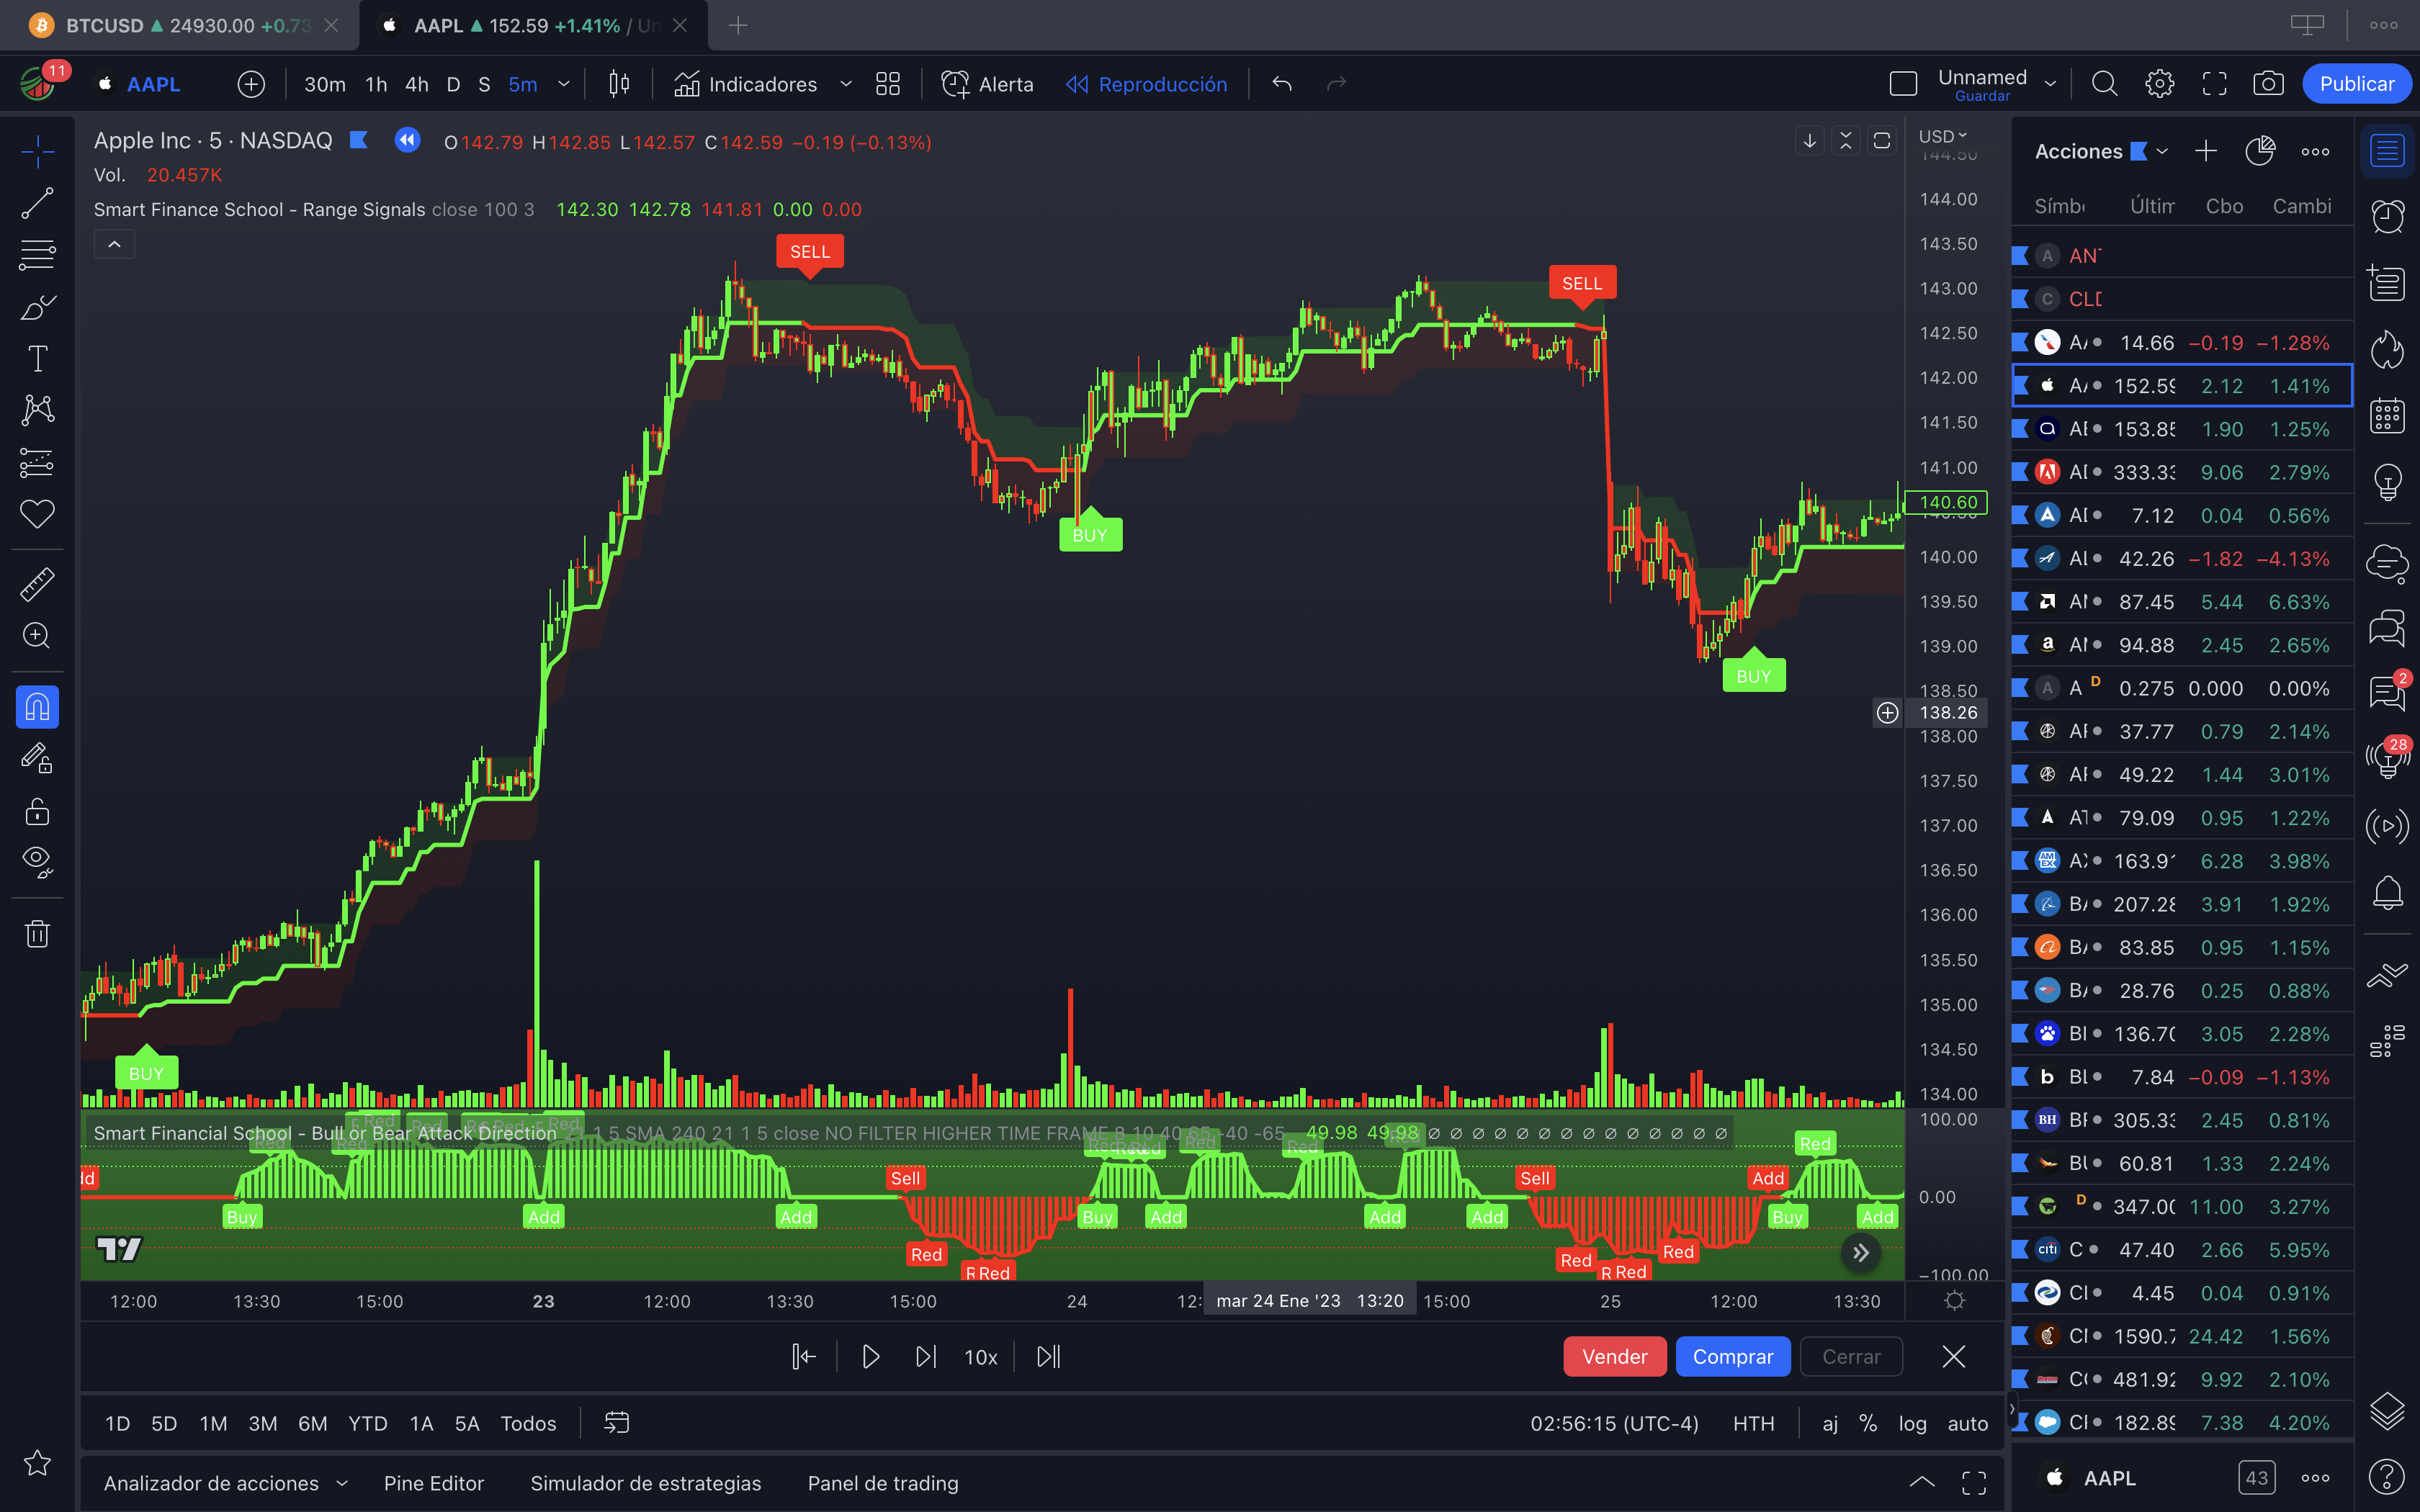 BTCUSD ▲ 24930.00 +0.73
AAPL ▲ 152.59 +1.41% / Un
11
AAPL
30m 1h 4h D S 5m
Indicadores
Alerta
Reproducción
Unnamed
Guardar
Publicar
Apple Inc · 5 · NASDAQ O142.79 H142.85 L142.57 C142.59 −0.19 (−0.13%)
Vol. 20.457K
Smart Finance School - Range Signals close 100 3 142.30 142.78 141.81 0.00 0.00
SELL
SELL
BUY
BUY
BUY
USD
144.50
144.00
143.50
143.00
142.50
142.00
141.50
141.00
140.60
140.00
139.50
139.00
138.50
138.26
138.00
137.50
137.00
136.50
136.00
135.50
135.00
134.50
134.00
100.00
0.00
−100.00
Smart Financial School - Bull or Bear Attack Direction 21 1 5 SMA 240 21 1 5 close NO FILTER HIGHER TIME FRAME 8 10 40 65 -40 -65 49.98 49.98 ∅ ∅ ∅ ∅ ∅ ∅ ∅ ∅ ∅ ∅ ∅ ∅ ∅ ∅
Red
Sell
Sell
Add
Buy
Add
Add
Buy
Add
Add
Add
Buy
Add
Red
Red
Red
Red
Red
Red
12:00 13:30 15:00 23 12:00 13:30 15:00 24 12: mar 24 Ene '23 13:20 15:00 25 12:00 13:30
10x
Vender
Comprar
Cerrar
1D 5D 1M 3M 6M YTD 1A 5A Todos
02:56:15 (UTC-4) HTH aj % log auto
Analizador de acciones Pine Editor Simulador de estrategias Panel de trading
Acciones
Símb Últim Cbo Cambi
AN
CLD
14.66 −0.19 −1.28%
152.59 2.12 1.41%
153.85 1.90 1.25%
333.33 9.06 2.79%
7.12 0.04 0.56%
42.26 −1.82 −4.13%
87.45 5.44 6.63%
94.88 2.45 2.65%
A D 0.275 0.000 0.00%
37.77 0.79 2.14%
49.22 1.44 3.01%
79.09 0.95 1.22%
163.91 6.28 3.98%
207.28 3.91 1.92%
83.85 0.95 1.15%
28.76 0.25 0.88%
136.70 3.05 2.28%
7.84 −0.09 −1.13%
305.33 2.45 0.81%
60.81 1.33 2.24%
D 347.00 11.00 3.27%
citi C 47.40 2.66 5.95%
4.45 0.04 0.91%
1590.7 24.42 1.56%
481.92 9.92 2.10%
182.89 7.38 4.20%
AAPL 43
2
28